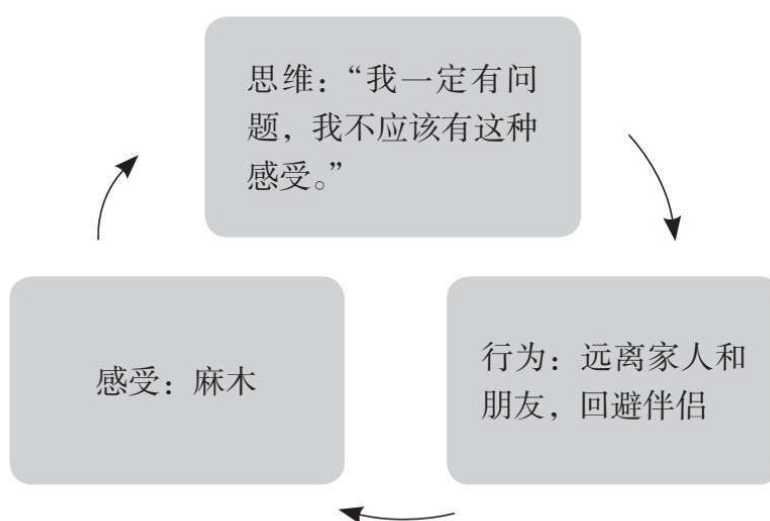 思维：“我一定有问
题，我不应该有这种
感受。”
感受：麻木
行为：远离家人和
朋友，回避伴侣